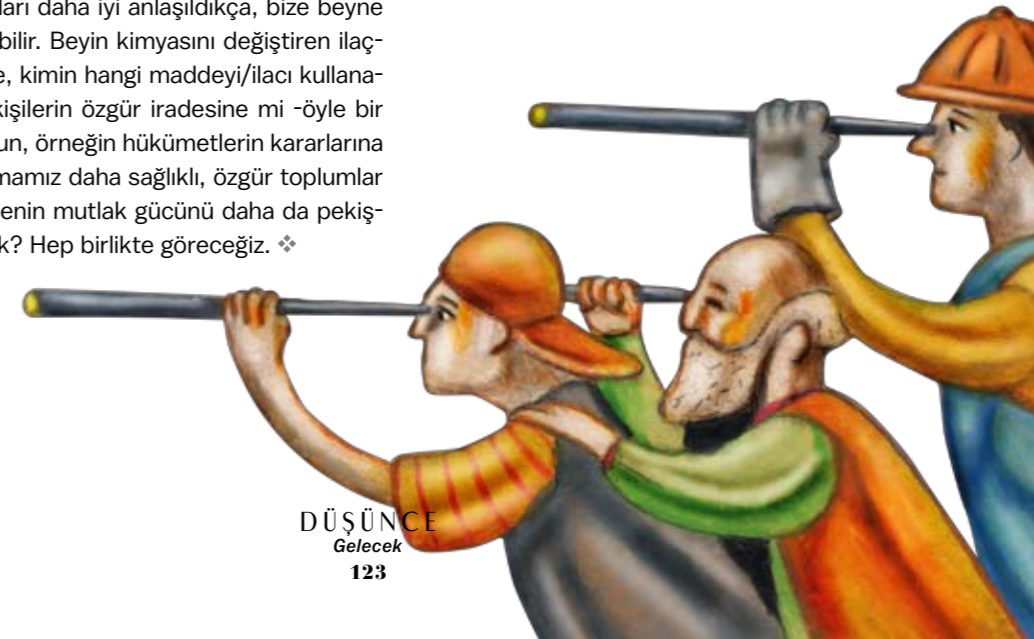 ları daha iyi anlaşıldıkça, bize beyne
bilir. Beyin kimyasını değiştiren ilaç-
e, kimin hangi maddeyi/ilacı kullana-
kişilerin özgür iradesine mi -öyle bir
un, örneğin hükümetlerin kararlarına
mamız daha sağlıklı, özgür toplumlar
enin mutlak gücünü daha da pekiş-
k? Hep birlikte göreceğiz. ❖
DÜŞÜNCE
Gelecek
123